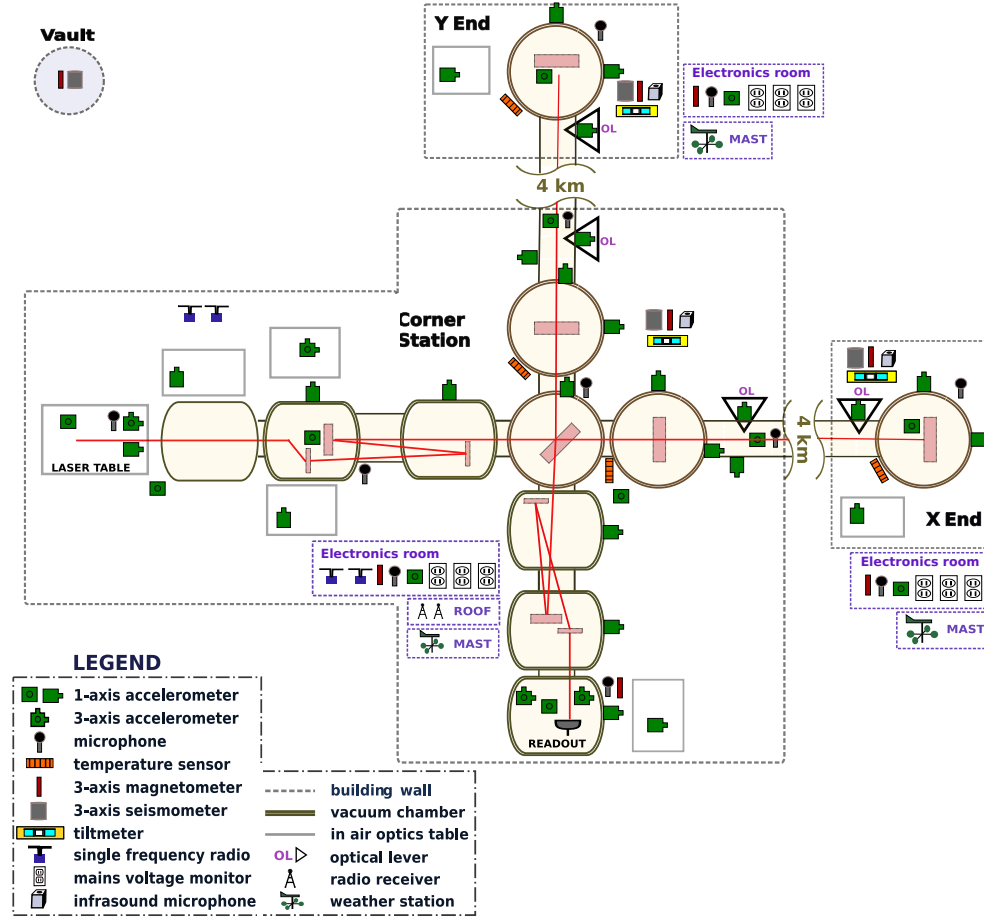 Vault
Y End
Electronics room
MAST
OL
4 km
OL
Corner
Station
OL
OL
4 km
LASER TABLE
X End
Electronics room
ROOF
MAST
Electronics room
MAST
READOUT
LEGEND
1-axis accelerometer
3-axis accelerometer
microphone
temperature sensor
3-axis magnetometer
3-axis seismometer
tiltmeter
single frequency radio
mains voltage monitor
infrasound microphone
building wall
vacuum chamber
in air optics table
OL optical lever
radio receiver
weather station